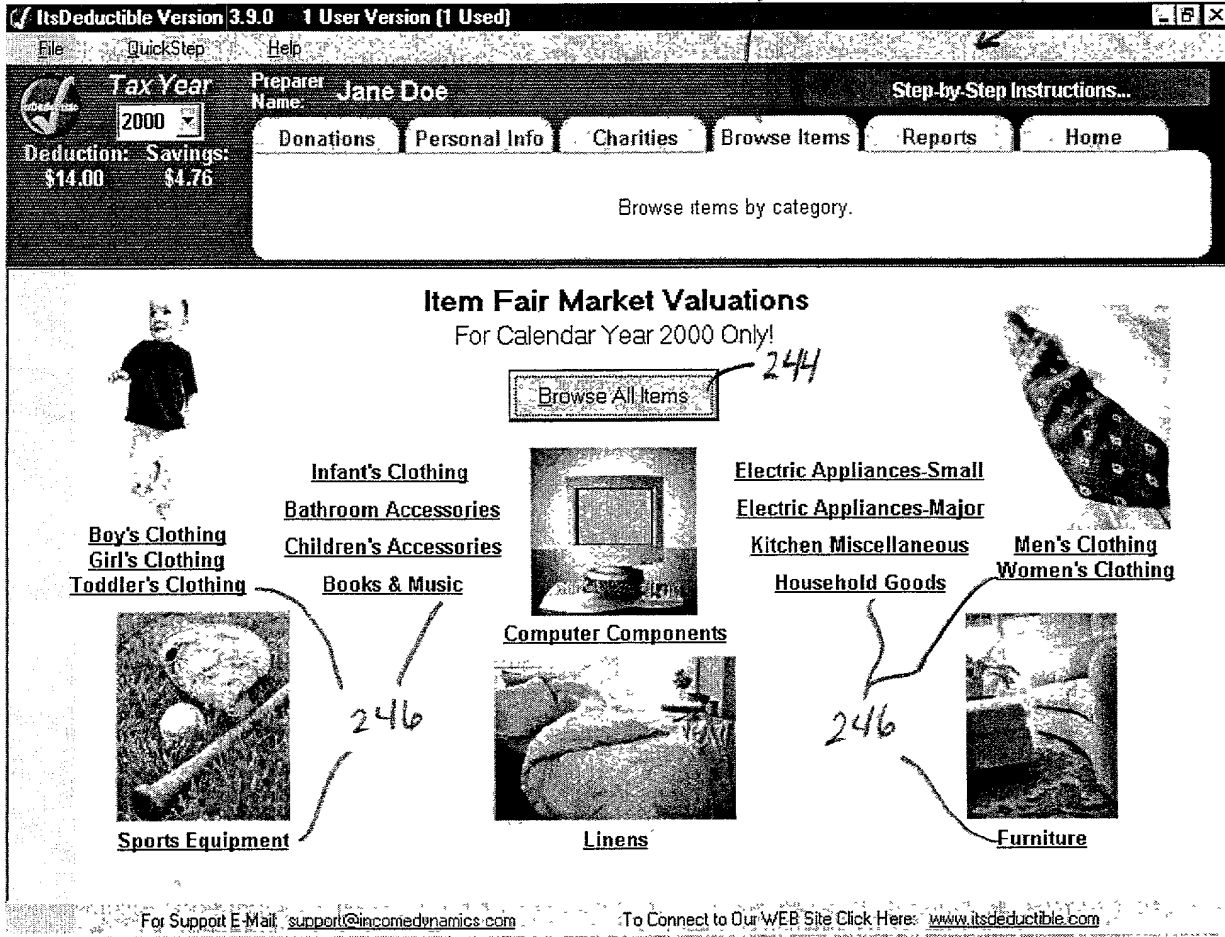 ItsDeductible Version 3.9.0 1 User Version (1 Used)
File QuickStep Help
Tax Year
2000
Deduction: Savings:
$14.00 $4.76
Preparer Name: Jane Doe
Step-by-Step Instructions...
Donations Personal Info Charities Browse Items Reports Home
Browse items by category.
Item Fair Market Valuations
For Calendar Year 2000 Only!
Browse All Items
244
Boy's Clothing
Girl's Clothing
Toddler's Clothing
Infant's Clothing
Bathroom Accessories
Children's Accessories
Books & Music
Computer Components
Electric Appliances-Small
Electric Appliances-Major
Kitchen Miscellaneous
Household Goods
Men's Clothing
Women's Clothing
246
246
Sports Equipment
Linens
Furniture
For Support E-Mail: support@incomedynamics.com
To Connect to Our WEB Site Click Here: www.itsdeductible.com